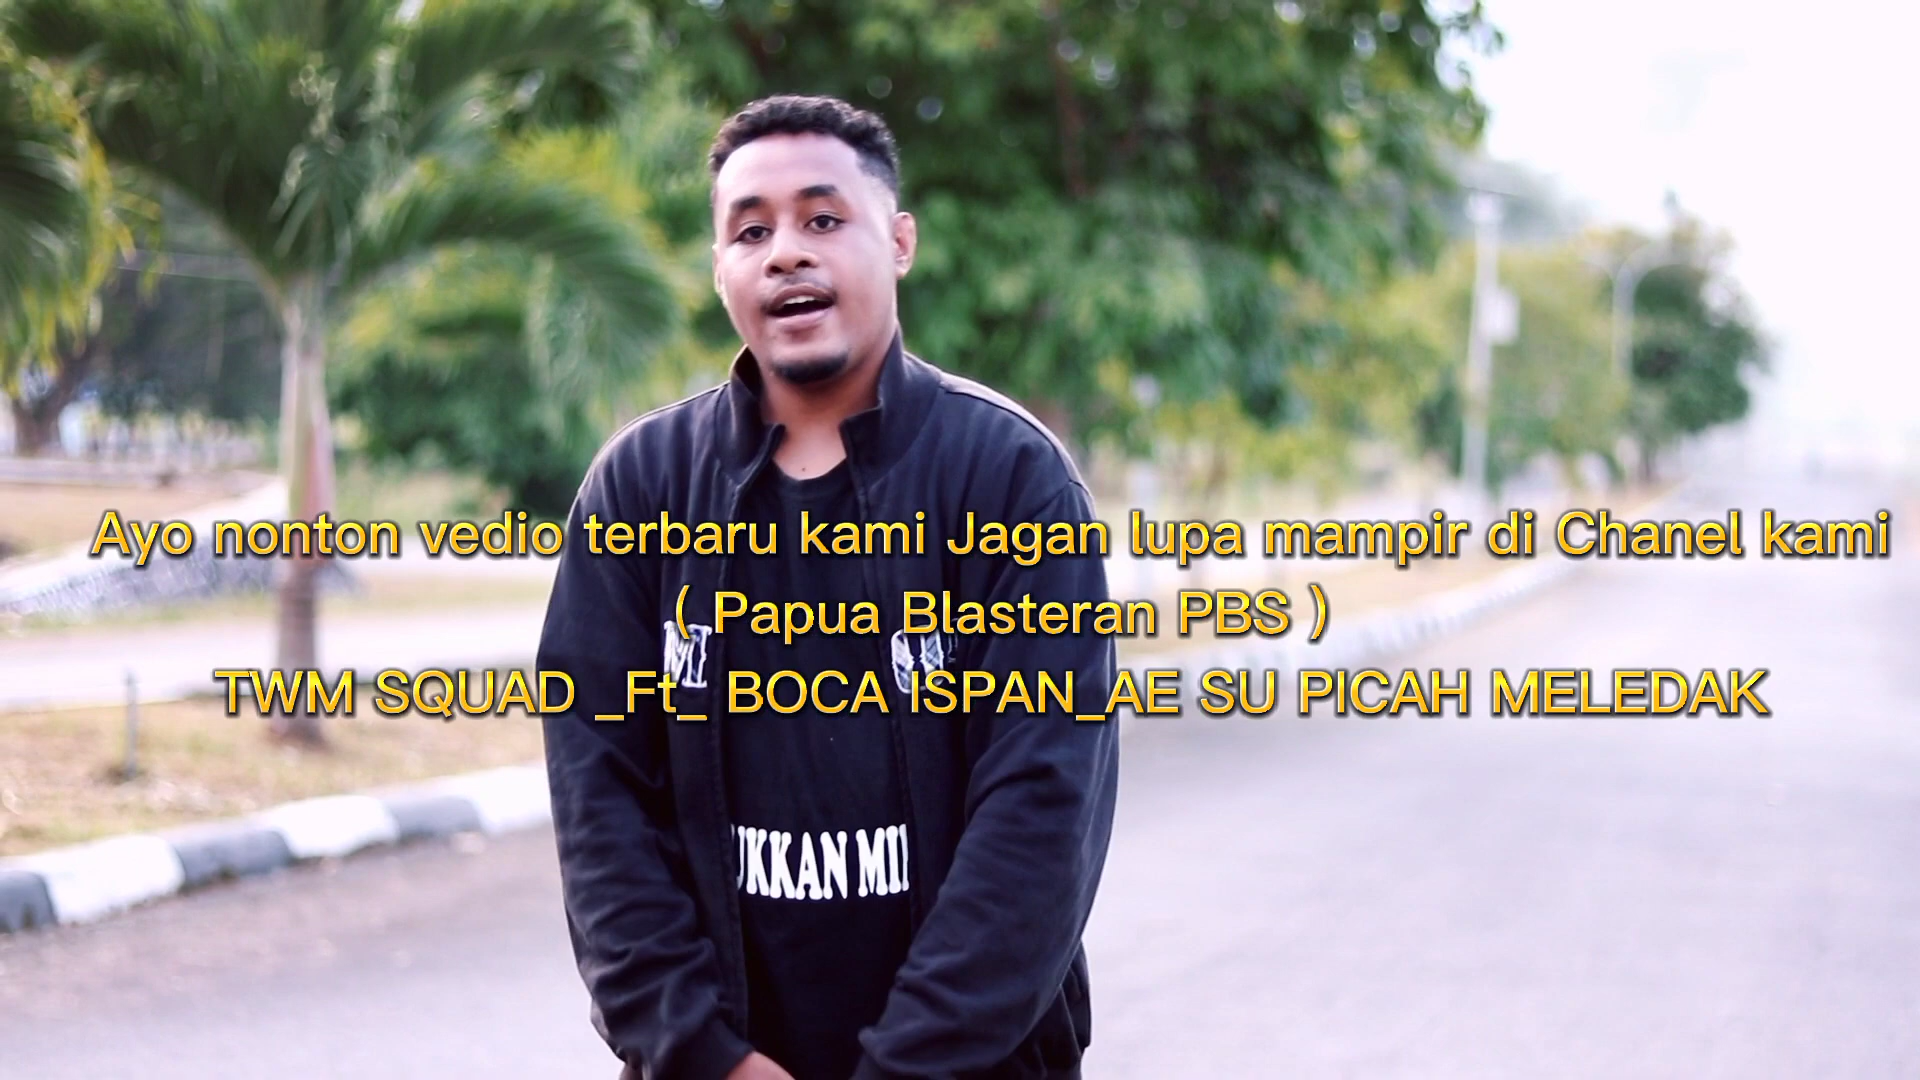 Ayo nonton vedio terbaru kami Jagan lupa mampir di Chanel kami
( Papua Blasteran PBS )
TWM SQUAD _Ft_ BOCA ISPAN_AE SU PICAH MELEDAK
UKKAN MI